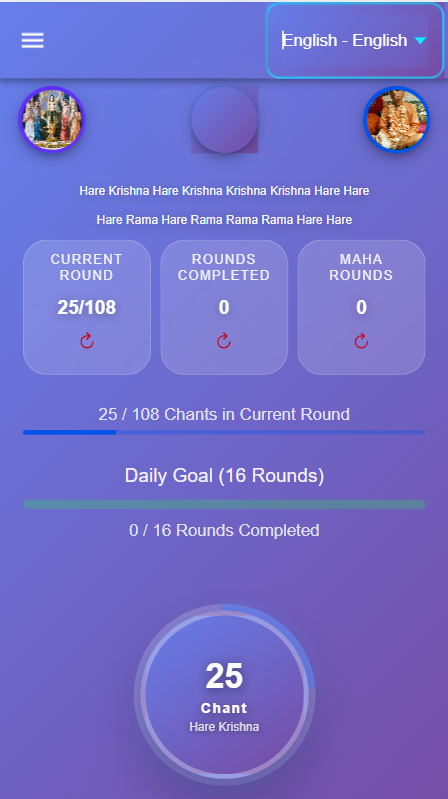 English - English
Hare Krishna Hare Krishna Krishna Krishna Hare Hare
Hare Rama Hare Rama Rama Rama Hare Hare
CURRENT
ROUND
25/108
ROUNDS
COMPLETED
0
MAHA
ROUNDS
0
25 / 108 Chants in Current Round
Daily Goal (16 Rounds)
0 / 16 Rounds Completed
25
Chant
Hare Krishna